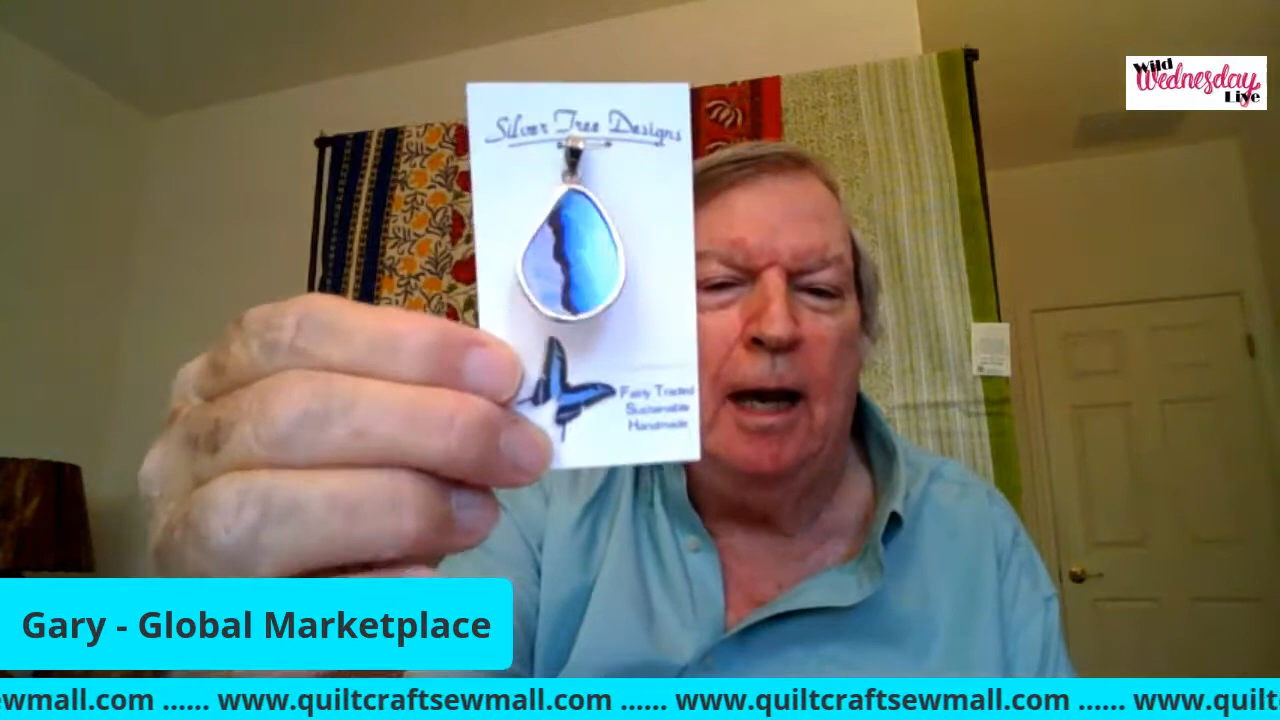 Wild
Wednesday
Live
Silver Tree Designs
Fairly Traded
Sustainable
Handmade
Gary - Global Marketplace
ewmall.com ...... www.quiltcraftsewmall.com ...... www.quiltcraftsewmall.com ...... www.quilt